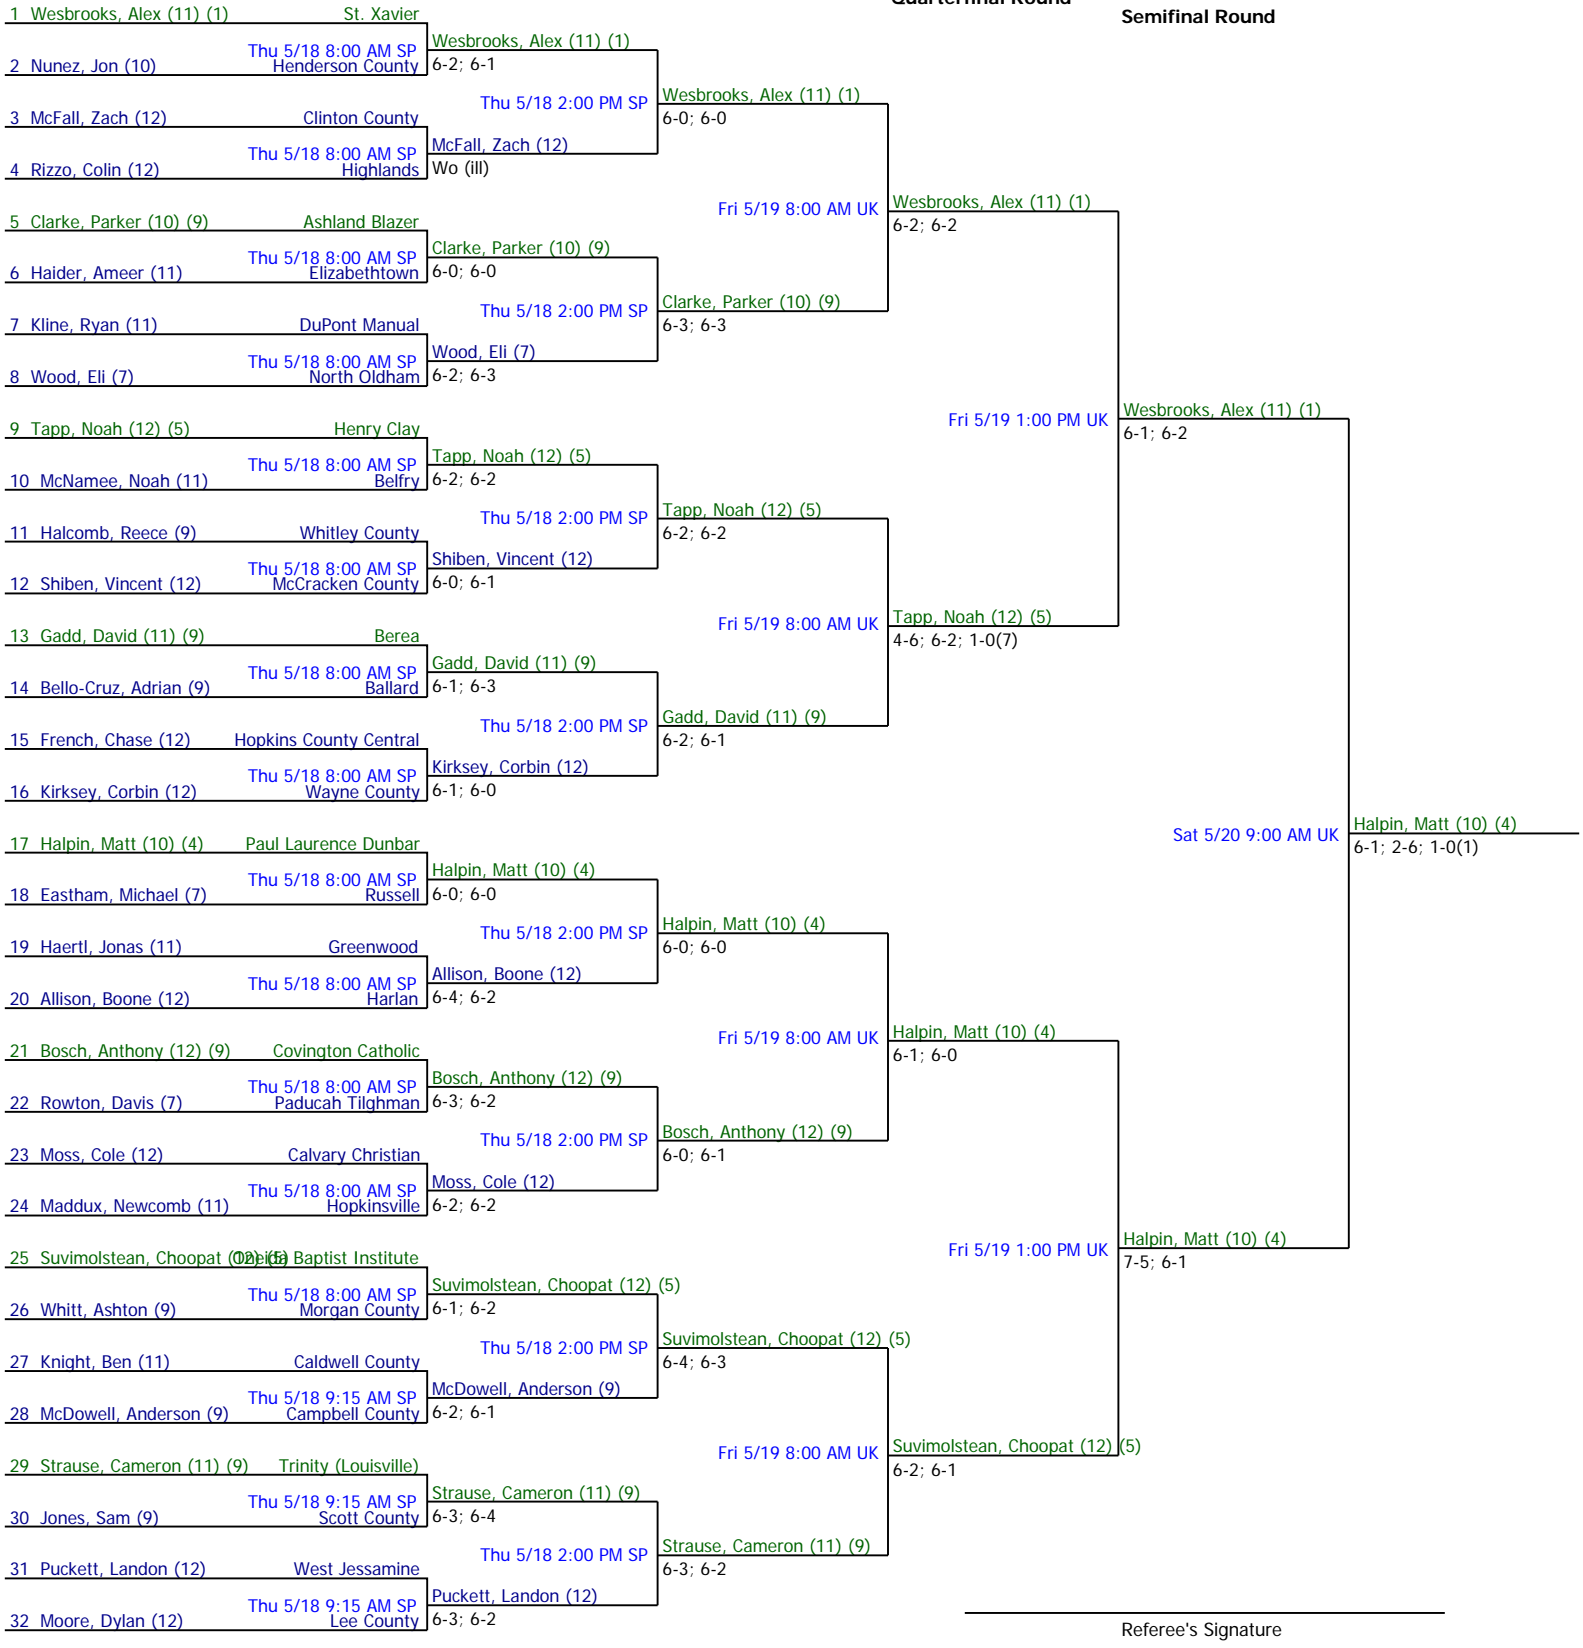 Quarterfinal Round
Semifinal Round
1 Wesbrooks, Alex (11) (1) St. Xavier
Thu 5/18 8:00 AM SP
2 Nunez, Jon (10) Henderson County
Wesbrooks, Alex (11) (1)
6-2; 6-1
Thu 5/18 2:00 PM SP
Wesbrooks, Alex (11) (1)
6-0; 6-0
3 McFall, Zach (12) Clinton County
Thu 5/18 8:00 AM SP
4 Rizzo, Colin (12) Highlands
McFall, Zach (12)
Wo (ill)
Fri 5/19 8:00 AM UK
Wesbrooks, Alex (11) (1)
6-2; 6-2
5 Clarke, Parker (10) (9) Ashland Blazer
Thu 5/18 8:00 AM SP
6 Haider, Ameer (11) Elizabethtown
Clarke, Parker (10) (9)
6-0; 6-0
Thu 5/18 2:00 PM SP
Clarke, Parker (10) (9)
6-3; 6-3
7 Kline, Ryan (11) DuPont Manual
Thu 5/18 8:00 AM SP
8 Wood, Eli (7) North Oldham
Wood, Eli (7)
6-2; 6-3
Fri 5/19 1:00 PM UK
Wesbrooks, Alex (11) (1)
6-1; 6-2
9 Tapp, Noah (12) (5) Henry Clay
Thu 5/18 8:00 AM SP
10 McNamee, Noah (11) Belfry
Tapp, Noah (12) (5)
6-2; 6-2
Thu 5/18 2:00 PM SP
Tapp, Noah (12) (5)
6-2; 6-2
11 Halcomb, Reece (9) Whitley County
Thu 5/18 8:00 AM SP
12 Shiben, Vincent (12) McCracken County
Shiben, Vincent (12)
6-0; 6-1
Fri 5/19 8:00 AM UK
Tapp, Noah (12) (5)
4-6; 6-2; 1-0(7)
13 Gadd, David (11) (9) Berea
Thu 5/18 8:00 AM SP
14 Bello-Cruz, Adrian (9) Ballard
Gadd, David (11) (9)
6-1; 6-3
Thu 5/18 2:00 PM SP
Gadd, David (11) (9)
6-2; 6-1
15 French, Chase (12) Hopkins County Central
Thu 5/18 8:00 AM SP
16 Kirksey, Corbin (12) Wayne County
Kirksey, Corbin (12)
6-1; 6-0
Sat 5/20 9:00 AM UK
Halpin, Matt (10) (4)
6-1; 2-6; 1-0(1)
17 Halpin, Matt (10) (4) Paul Laurence Dunbar
Thu 5/18 8:00 AM SP
18 Eastham, Michael (7) Russell
Halpin, Matt (10) (4)
6-0; 6-0
Thu 5/18 2:00 PM SP
Halpin, Matt (10) (4)
6-0; 6-0
19 Haertl, Jonas (11) Greenwood
Thu 5/18 8:00 AM SP
20 Allison, Boone (12) Harlan
Allison, Boone (12)
6-4; 6-2
Fri 5/19 8:00 AM UK
Halpin, Matt (10) (4)
6-1; 6-0
21 Bosch, Anthony (12) (9) Covington Catholic
Thu 5/18 8:00 AM SP
22 Rowton, Davis (7) Paducah Tilghman
Bosch, Anthony (12) (9)
6-3; 6-2
Thu 5/18 2:00 PM SP
Bosch, Anthony (12) (9)
6-0; 6-1
23 Moss, Cole (12) Calvary Christian
Thu 5/18 8:00 AM SP
24 Maddux, Newcomb (11) Hopkinsville
Moss, Cole (12)
6-2; 6-2
Fri 5/19 1:00 PM UK
Halpin, Matt (10) (4)
7-5; 6-1
25 Suvimolstean, Choopat (12) (5) Oneida Baptist Institute
Thu 5/18 8:00 AM SP
26 Whitt, Ashton (9) Morgan County
Suvimolstean, Choopat (12) (5)
6-1; 6-2
Thu 5/18 2:00 PM SP
Suvimolstean, Choopat (12) (5)
6-4; 6-3
27 Knight, Ben (11) Caldwell County
Thu 5/18 9:15 AM SP
28 McDowell, Anderson (9) Campbell County
McDowell, Anderson (9)
6-2; 6-1
Fri 5/19 8:00 AM UK
Suvimolstean, Choopat (12) (5)
6-2; 6-1
29 Strause, Cameron (11) (9) Trinity (Louisville)
Thu 5/18 9:15 AM SP
30 Jones, Sam (9) Scott County
Strause, Cameron (11) (9)
6-3; 6-4
Thu 5/18 2:00 PM SP
Strause, Cameron (11) (9)
6-3; 6-2
31 Puckett, Landon (12) West Jessamine
Thu 5/18 9:15 AM SP
32 Moore, Dylan (12) Lee County
Puckett, Landon (12)
6-3; 6-2
Referee's Signature